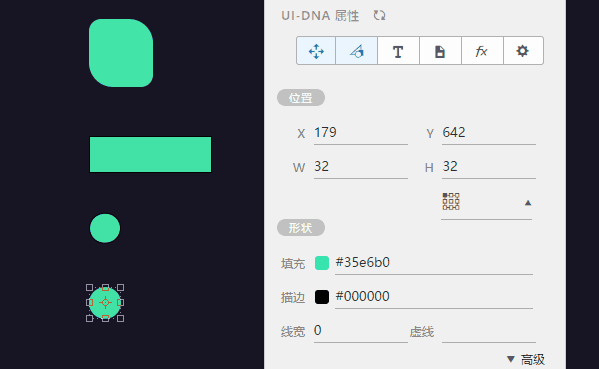 UI-DNA 属性
T fx
位置
X 179 Y 642
W 32 H 32
形状
填充 #35e6b0
描边 #000000
线宽 0 虚线
高级